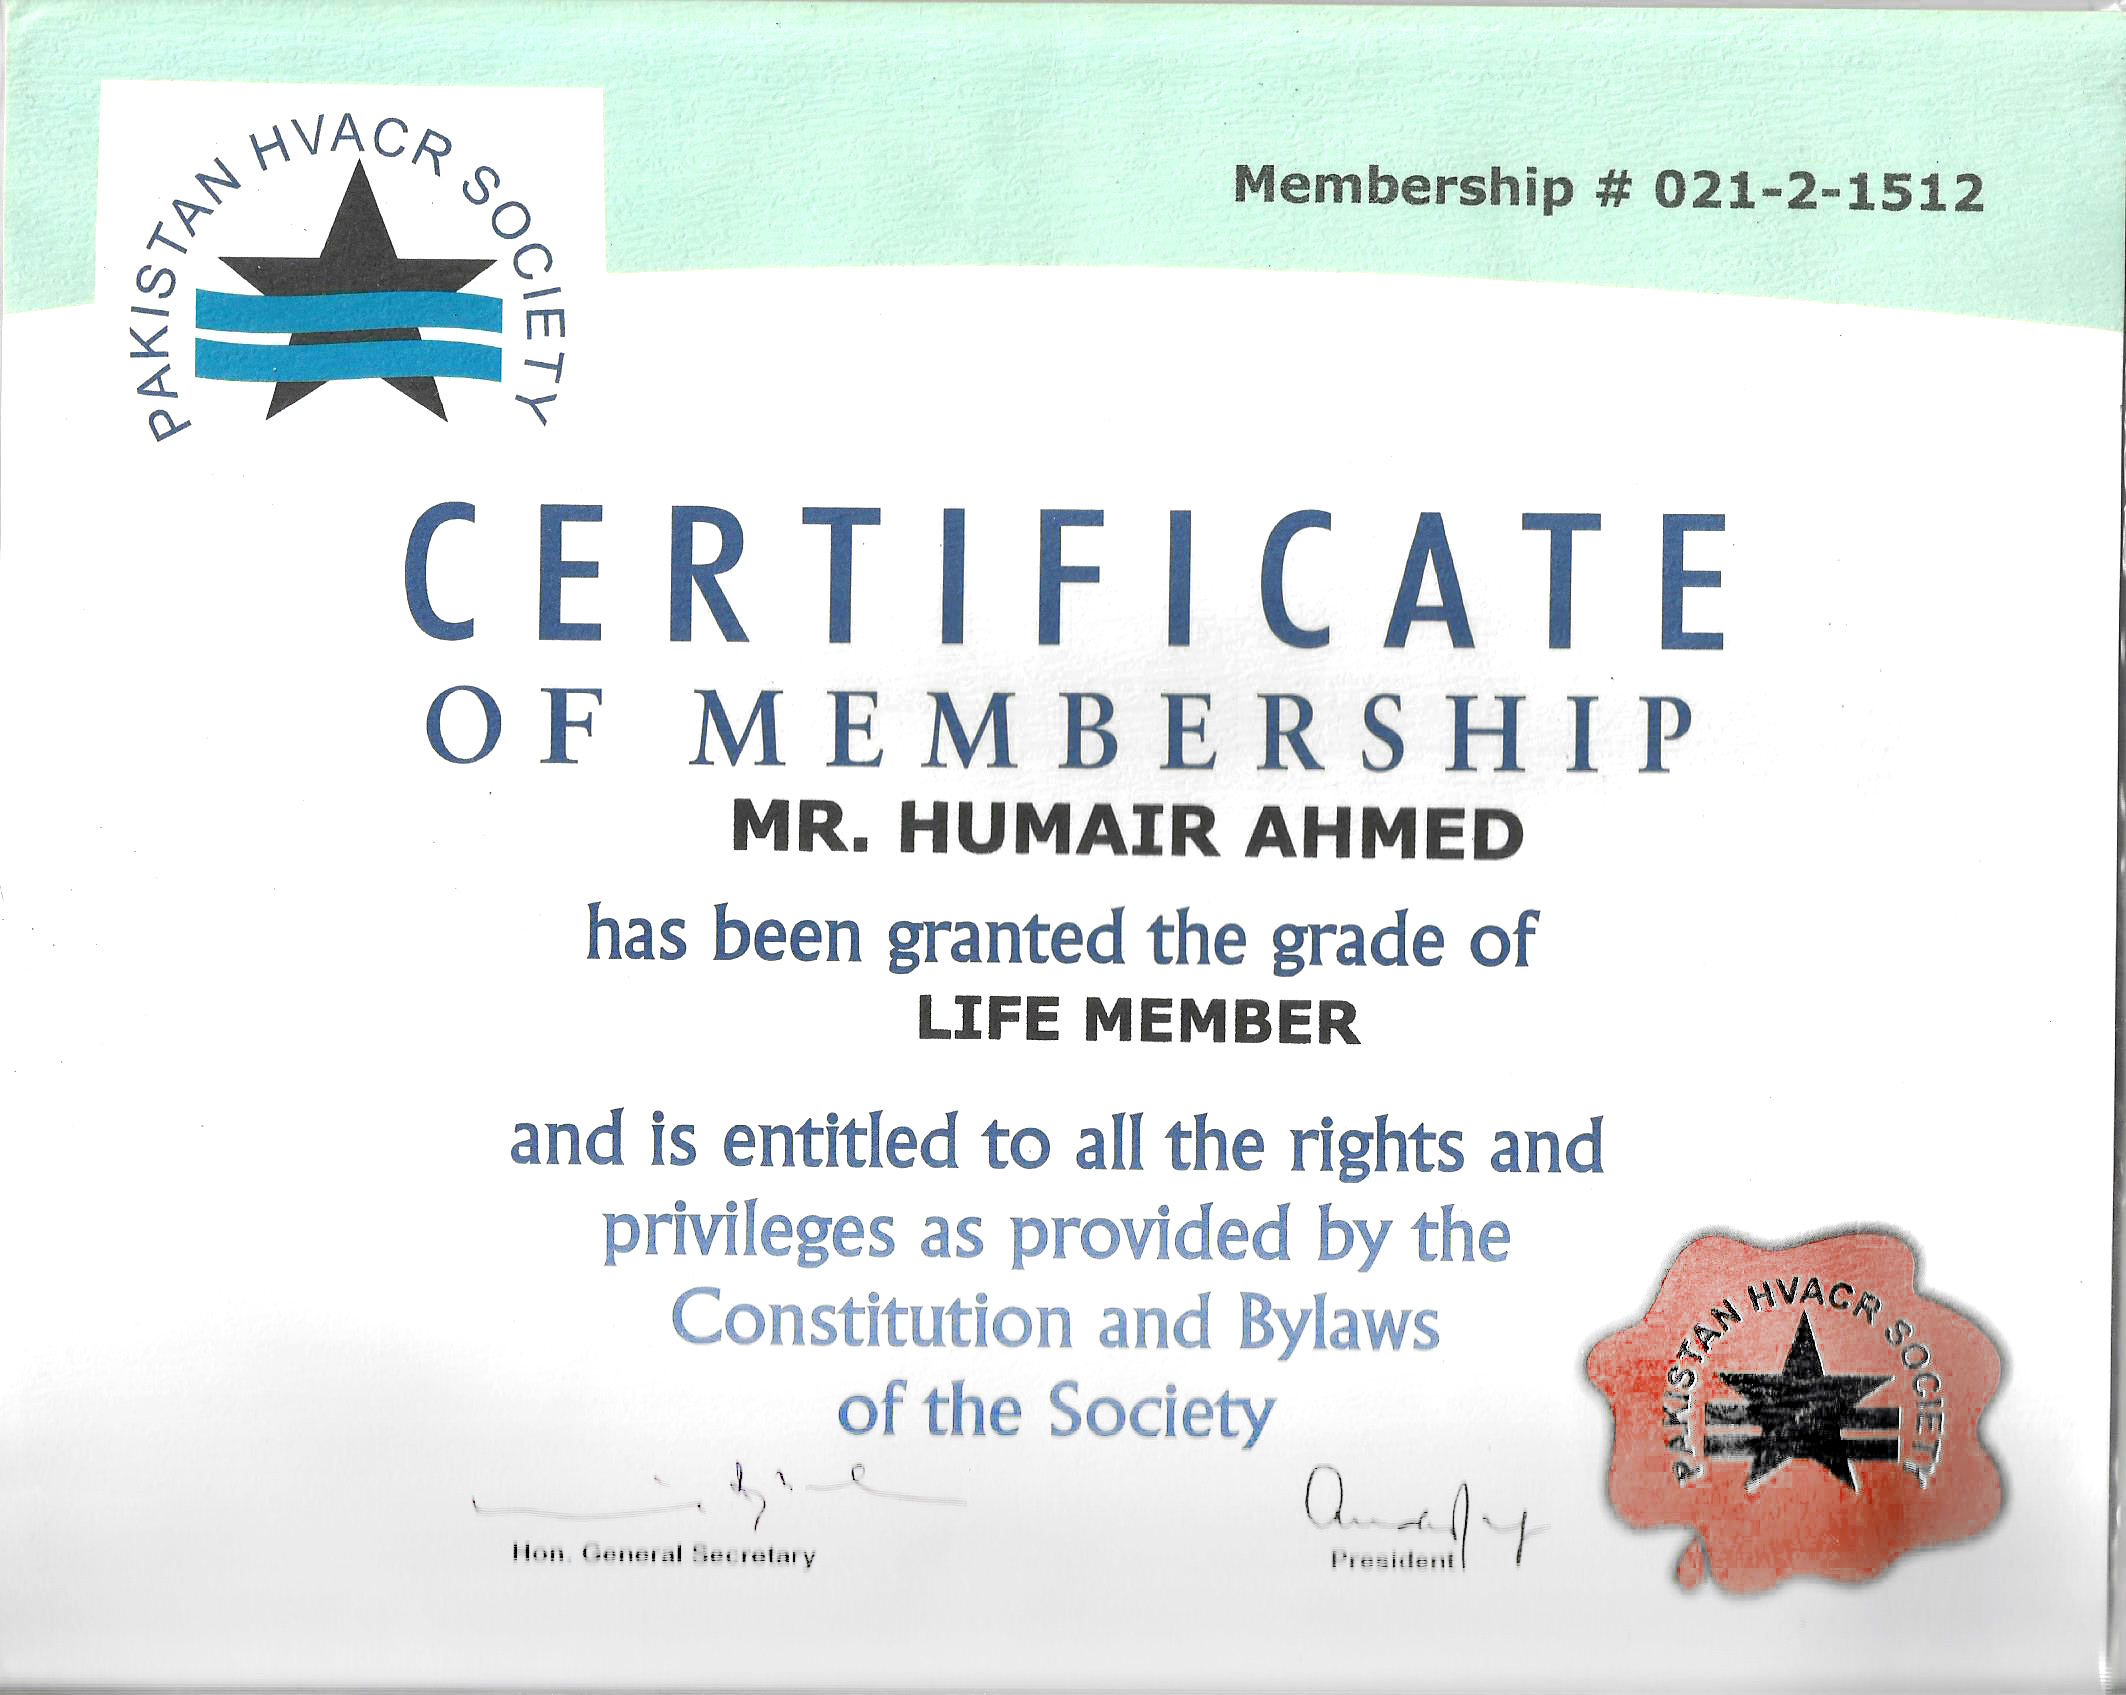 PAKISTAN HVACR SOCIETY
Membership # 021-2-1512
CERTIFICATE
OF MEMBERSHIP
MR. HUMAIR AHMED
has been granted the grade of
LIFE MEMBER
and is entitled to all the rights and
privileges as provided by the
Constitution and Bylaws
of the Society
Hon. General Secretary
President
PAKISTAN HVACR SOCIETY